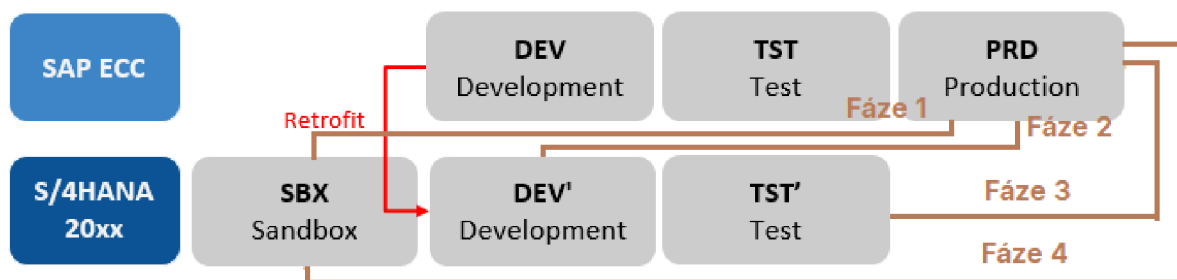 SAP ECC
DEV
Development
TST
Test
PRD
Production
Fáze 1
Retrofit
Fáze 2
S/4HANA
20xx
SBX
Sandbox
DEV'
Development
TST’
Test
Fáze 3
Fáze 4